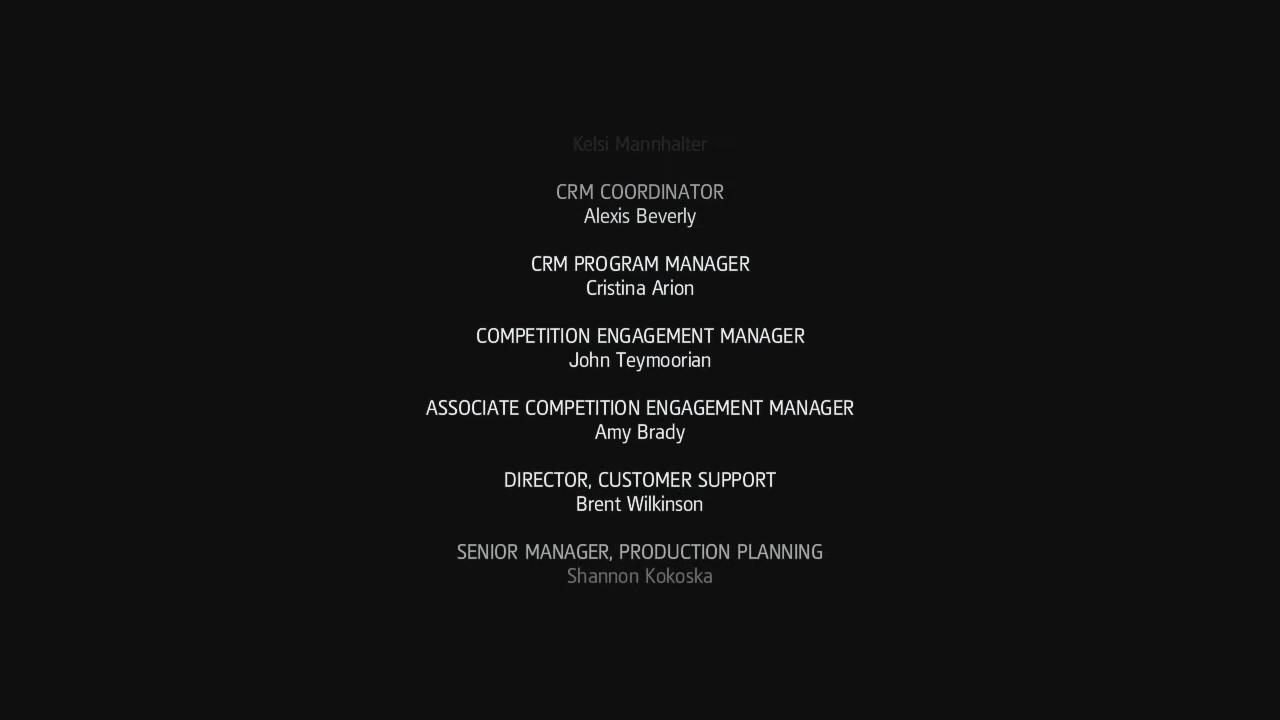 Kelsi Mannhalter
CRM COORDINATOR
Alexis Beverly
CRM PROGRAM MANAGER
Cristina Arion
COMPETITION ENGAGEMENT MANAGER
John Teymoorian
ASSOCIATE COMPETITION ENGAGEMENT MANAGER
Amy Brady
DIRECTOR, CUSTOMER SUPPORT
Brent Wilkinson
SENIOR MANAGER, PRODUCTION PLANNING
Shannon Kokoska